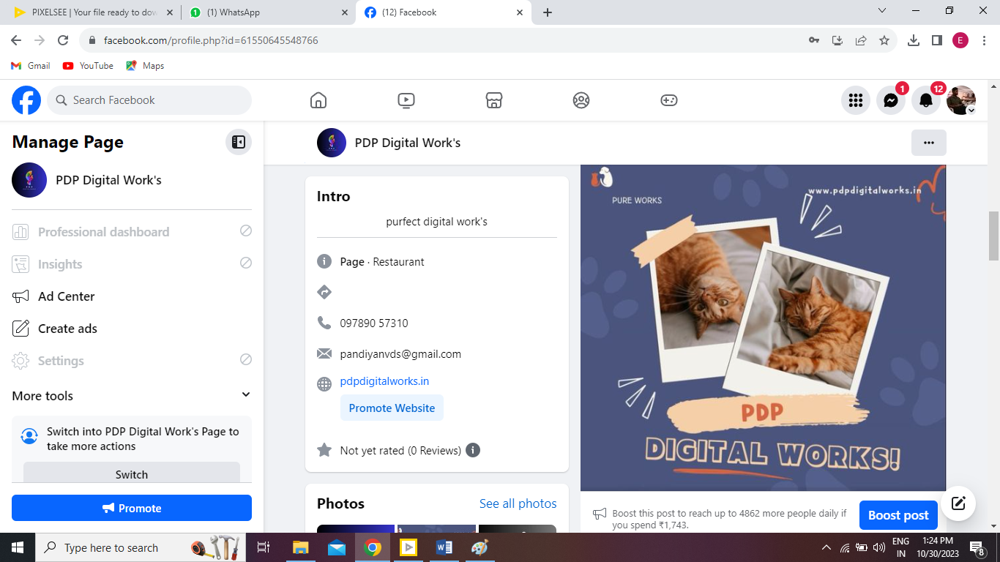 PIXELSEE | Your file ready to dow
(1) WhatsApp
(12) Facebook
facebook.com/profile.php?id=61550645548766
E
Gmail
YouTube
Maps
Search Facebook
1
12
Manage Page
PDP Digital Work's
Professional dashboard
Insights
Ad Center
Create ads
Settings
More tools
Switch into PDP Digital Work's Page to
take more actions
Switch
Promote
PDP Digital Work's
Intro
purfect digital work's
Page · Restaurant
097890 57310
pandiyanvds@gmail.com
pdpdigitalworks.in
Promote Website
Not yet rated (0 Reviews)
Photos
See all photos
PURE WORKS
www.pdpdigitalworks.in
PDP
DIGITAL WORKS!
Boost this post to reach up to 4862 more people daily if
you spend ₹1,743.
Boost post
Type here to search
ENG
IN
1:24 PM
10/30/2023
8